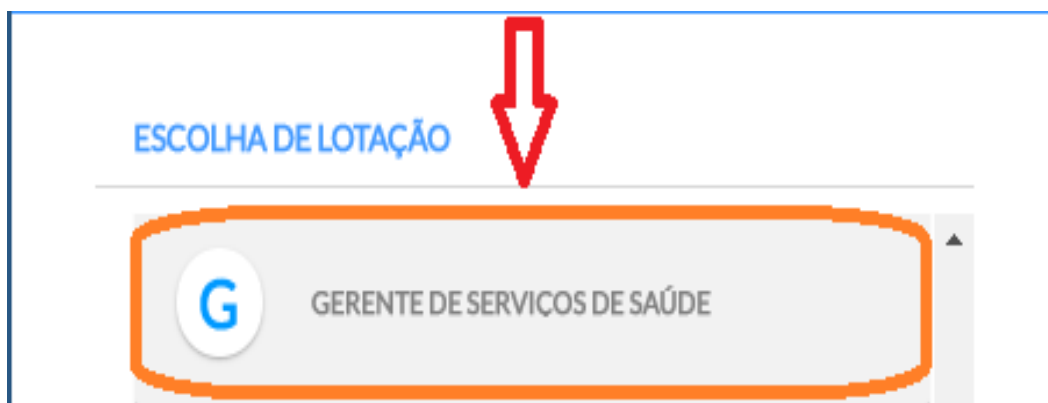 ESCOLHA DE LOTAÇÃO
G
GERENTE DE SERVIÇOS DE SAÚDE